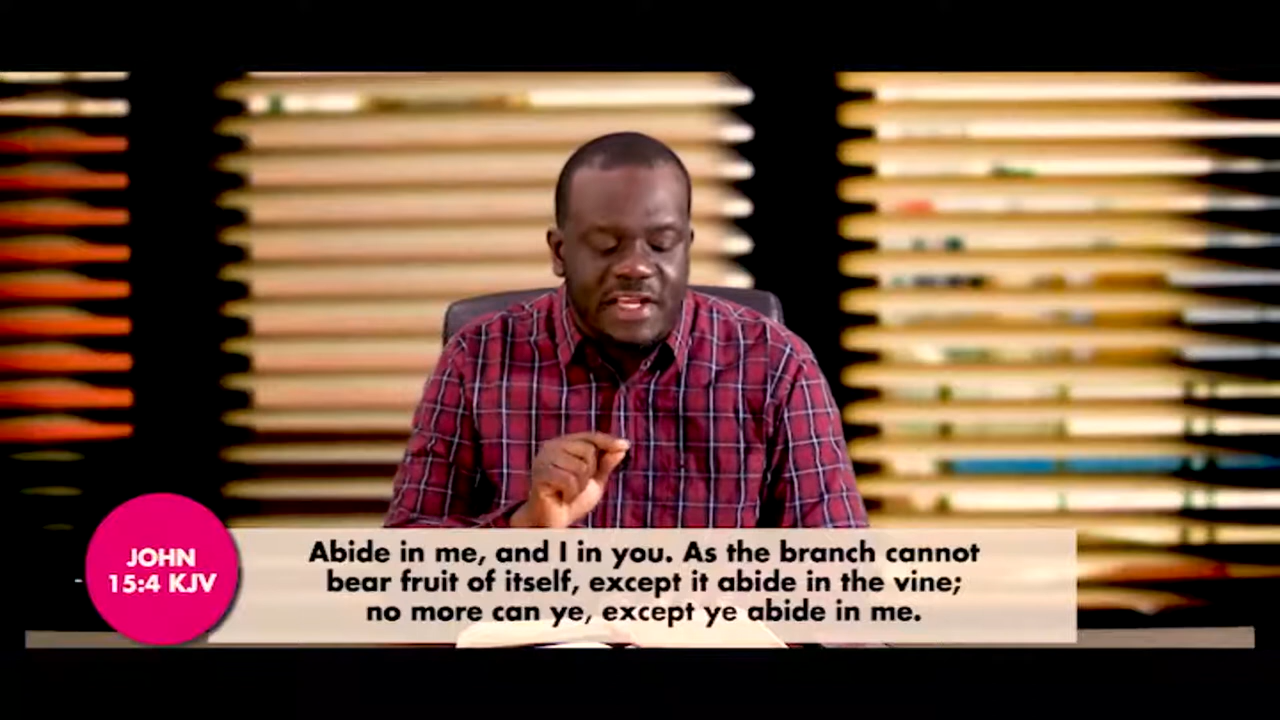 JOHN
15:4 KJV
Abide in me, and I in you. As the branch cannot
bear fruit of itself, except it abide in the vine;
no more can ye, except ye abide in me.